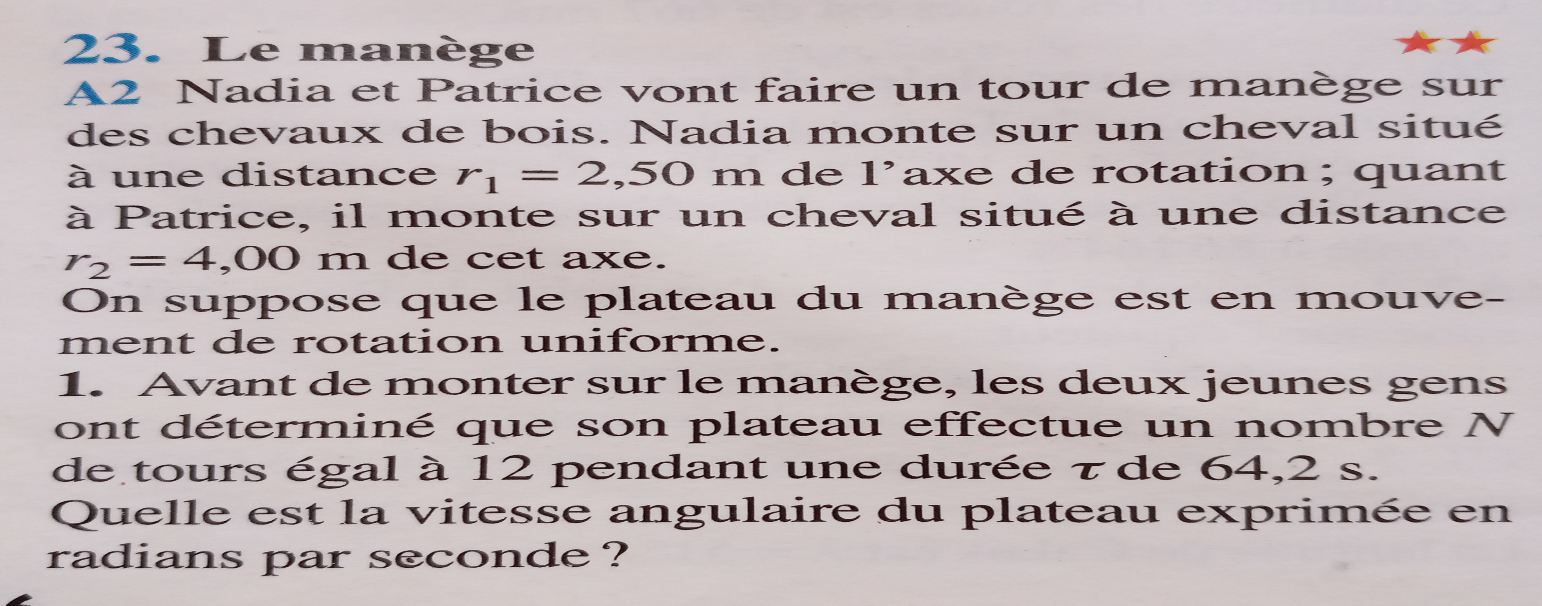 23. Le manège
A2 Nadia et Patrice vont faire un tour de manège sur
des chevaux de bois. Nadia monte sur un cheval situé
à une distance r₁ = 2,50 m de l'axe de rotation ; quant
à Patrice, il monte sur un cheval situé à une distance
r₂ = 4,00 m de cet axe.
On suppose que le plateau du manège est en mouve-
ment de rotation uniforme.
1. Avant de monter sur le manège, les deux jeunes gens
ont déterminé que son plateau effectue un nombre N
de tours égal à 12 pendant une durée τ de 64,2 s.
Quelle est la vitesse angulaire du plateau exprimée en
radians par seconde ?